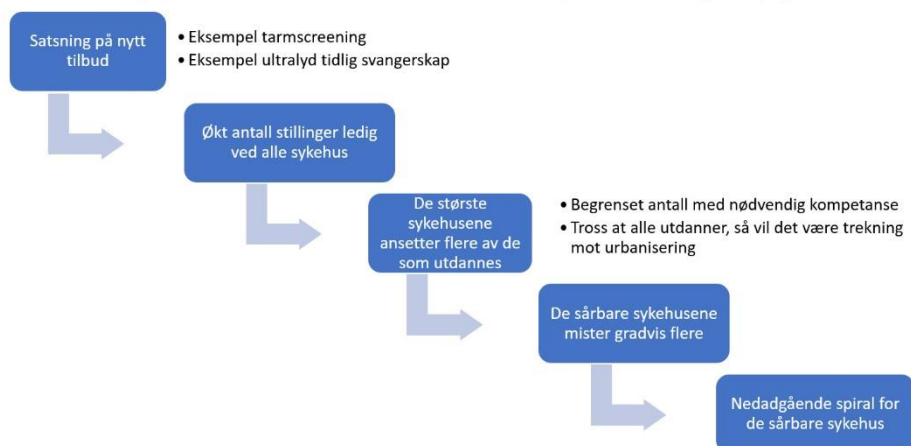 Satsning på nytt
tilbud
• Eksempel tarmscreening
• Eksempel ultralyd tidlig svangerskap
Økt antall stillinger ledig
ved alle sykehus
De største
sykehusene
ansetter flere av de
som utdannes
• Begrenset antall med nødvendig kompetanse
• Tross at alle utdanner, så vil det være trekning
mot urbanisering
De sårbare sykehusene
mister gradvis flere
Nedadgående spiral for
de sårbare sykehus